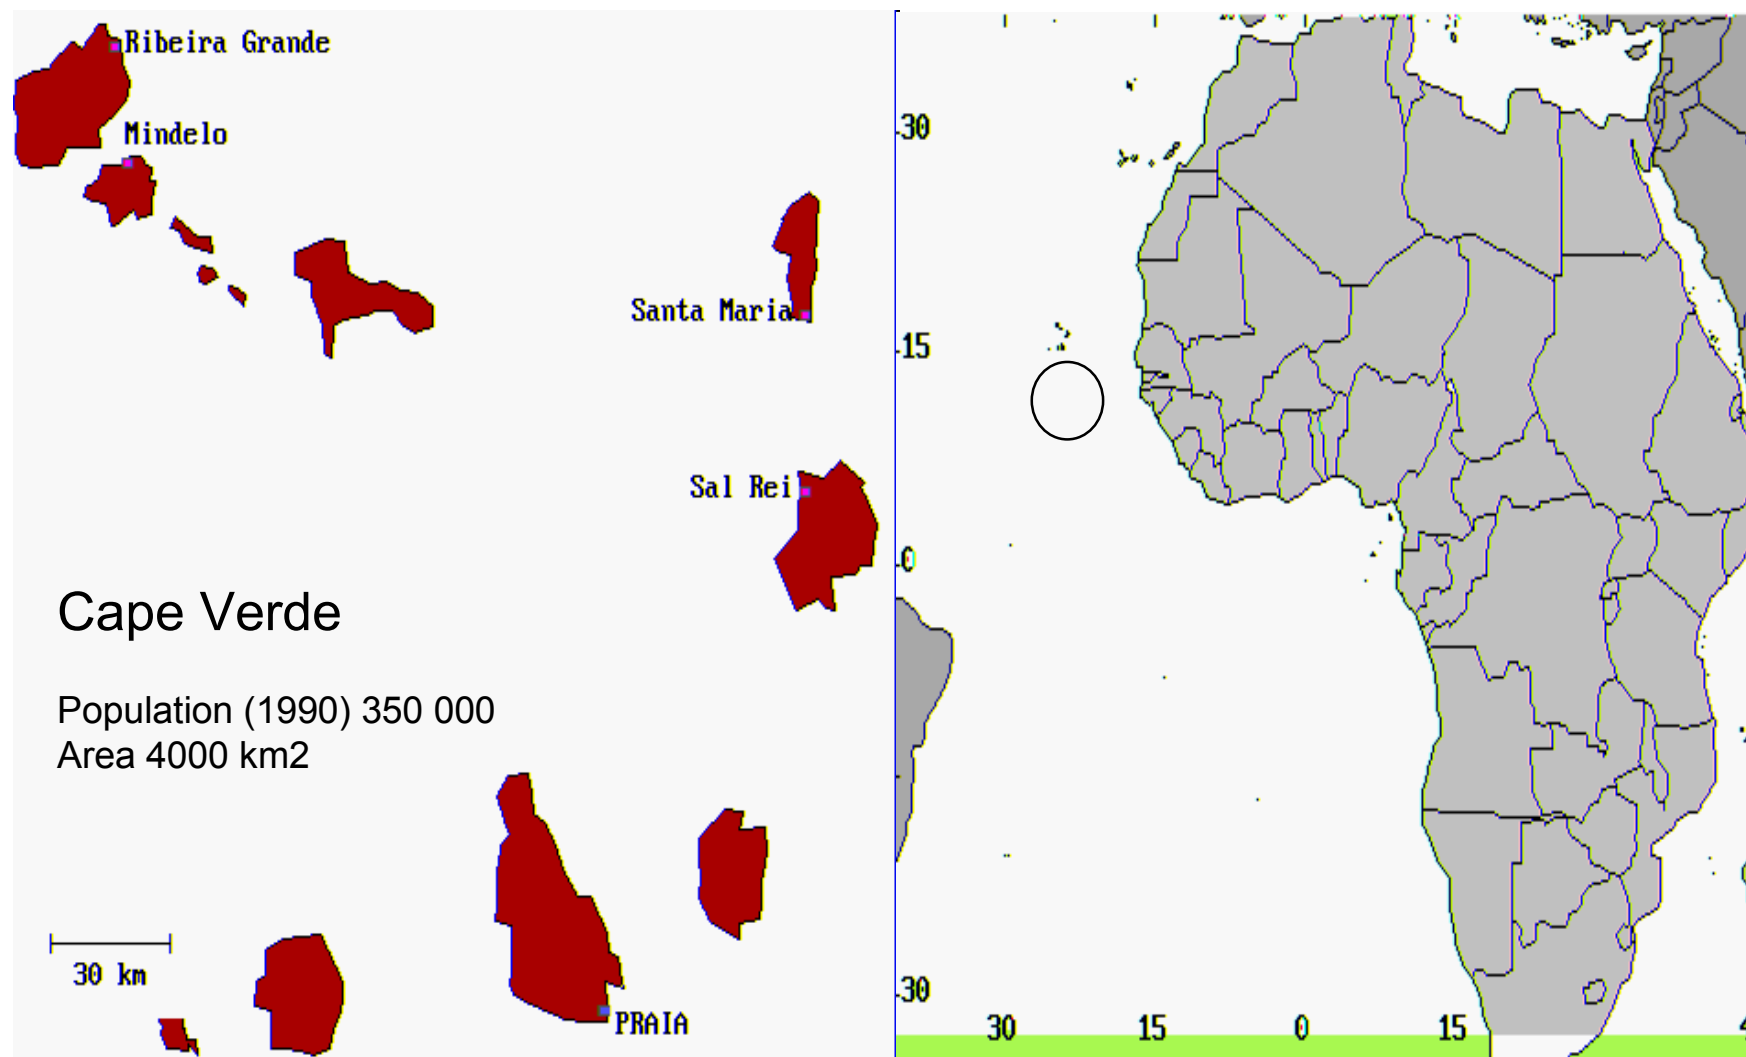 Ribeira Grande
Mindelo
Santa Maria
Sal Rei
Cape Verde
Population (1990) 350 000
Area 4000 km2
30 km
PRAIA
30
15
0
30
30
15
0
15
4